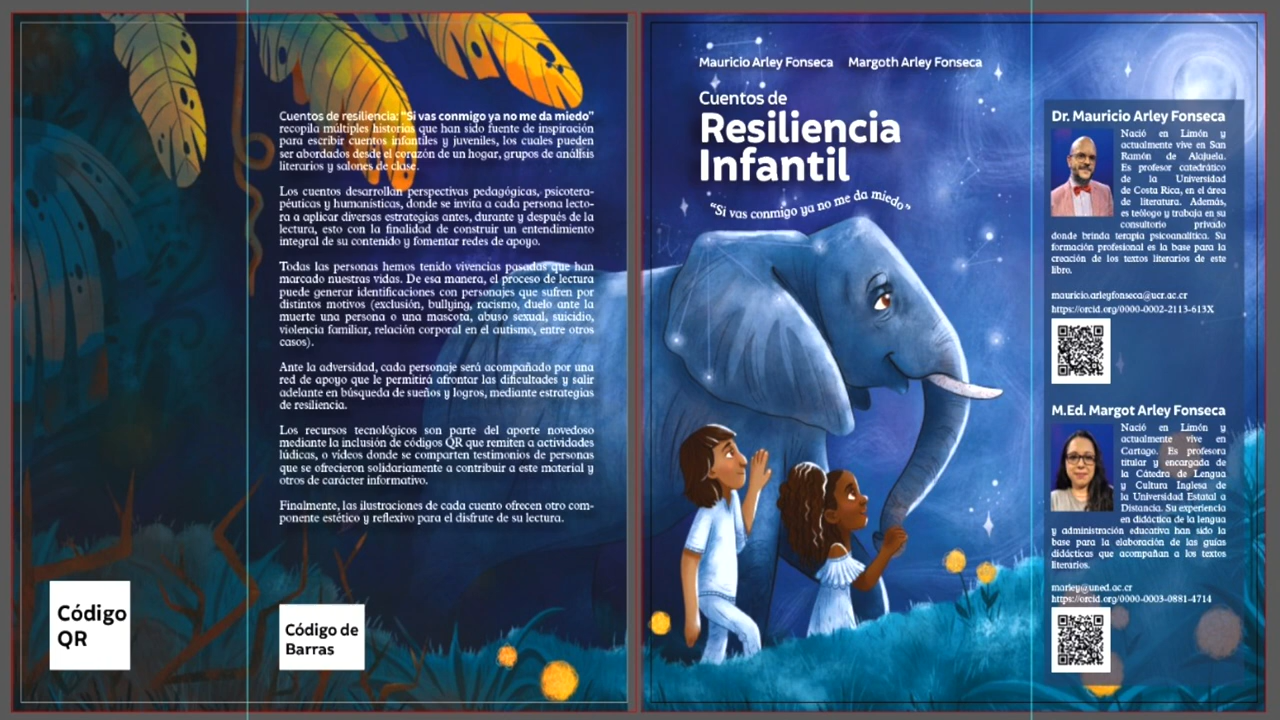 Cuentos de resiliencia: "Si vas conmigo ya no me da miedo"
recopila múltiples historias que han sido fuente de inspiración
para escribir cuentos infantiles y juveniles, los cuales pueden
ser abordados desde el corazón de un hogar, grupos de análisis
literarios y salones de clase.
Los cuentos desarrollan perspectivas pedagógicas, psicotera-
péuticas y humanísticas, donde se invita a cada persona lecto-
ra a aplicar diversas estrategias antes, durante y después de la
lectura, esto con la finalidad de construir un entendimiento
integral de su contenido y fomentar redes de apoyo.
Todas las personas hemos tenido vivencias pasadas que han
marcado nuestras vidas. De esa manera, el proceso de lectura
puede generar identificaciones con personajes que sufren por
distintos motivos (exclusión, bullying, racismo, duelo ante la
muerte una persona o una mascota, abuso sexual, suicidio,
violencia familiar, relación corporal en el autismo, entre otros
casos).
Ante la adversidad, cada personaje será acompañado por una
red de apoyo que le permitirá afrontar las dificultades y salir
adelante en búsqueda de sueños y logros, mediante estrategias
de resiliencia.
Los recursos tecnológicos son parte del aporte novedoso
mediante la inclusión de códigos QR que remiten a actividades
lúdicas, o vídeos donde se comparten testimonios de personas
que se ofrecieron solidariamente a contribuir a este material y
otros de carácter informativo.
Finalmente, las ilustraciones de cada cuento ofrecen otro com-
ponente estético y reflexivo para el disfrute de su lectura.
Código
QR
Código de
Barras
Mauricio Arley Fonseca Margoth Arley Fonseca
Cuentos de
Resiliencia
Infantil
"Si vas conmigo ya no me da miedo"
Dr. Mauricio Arley Fonseca
Nació en Limón y
actualmente vive en San
Ramón de Alajuela.
Es profesor catedrático
de la Universidad
de Costa Rica, en el área
de literatura. Además,
es teólogo y trabaja en su
consultorio privado
donde brinda terapia psicoanalítica. Su
formación profesional es la base para la
creación de los textos literarios de este
libro.
mauricio.arleyfonseca@ucr.ac.cr
https://orcid.org/0000-0002-2113-613X
M.Ed. Margot Arley Fonseca
Nació en Limón y
actualmente vive en
Cartago. Es profesora
titular y encargada de
la Cátedra de Lengua
y Cultura Inglesa de
la Universidad Estatal a
Distancia. Su experiencia
en didáctica de la lengua
y administración educativa han sido la
base para la elaboración de las guías
didácticas que acompañan a los textos
literarios.
marley@uned.ac.cr
https://orcid.org/0000-0003-0881-4714